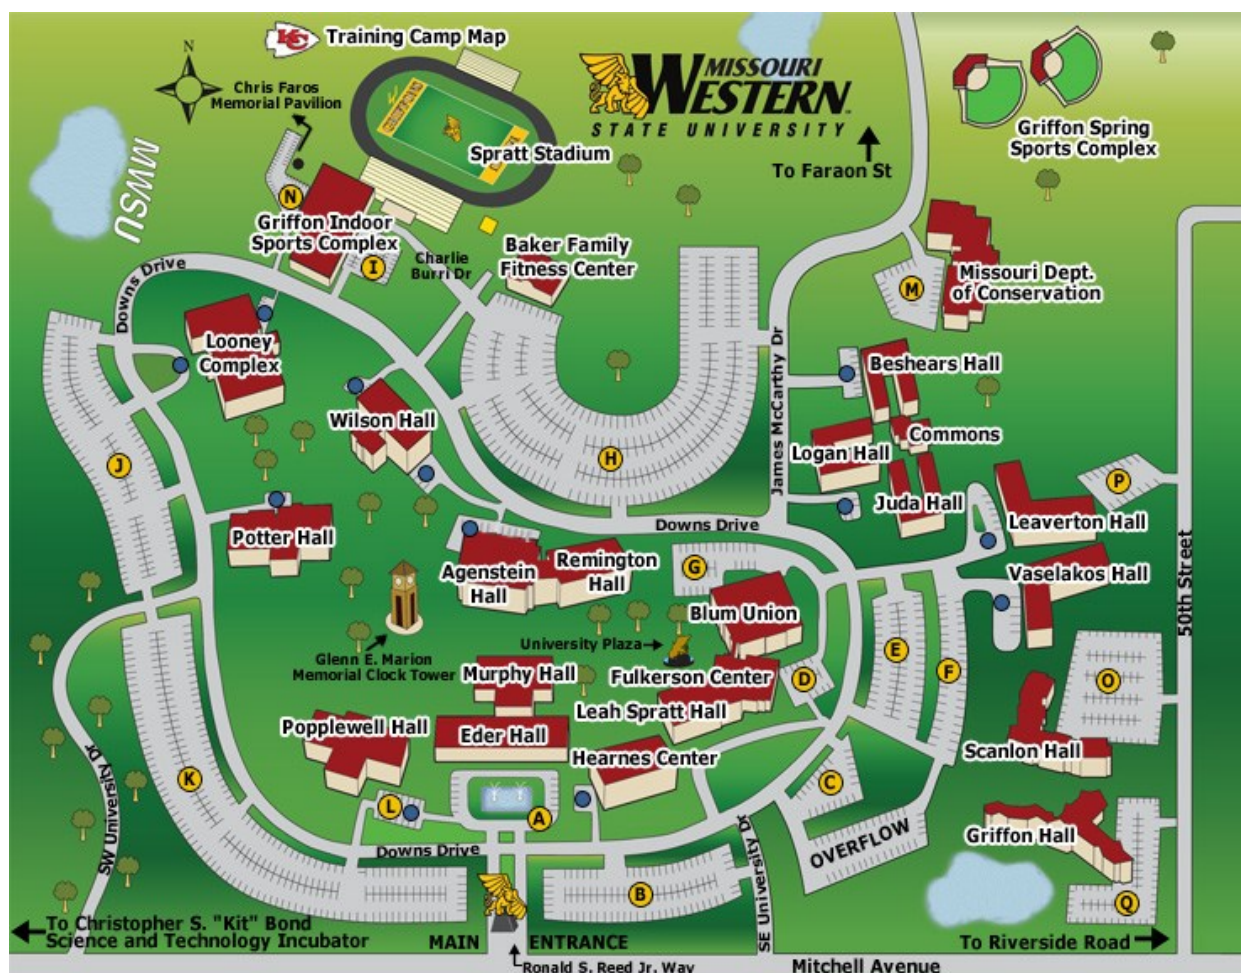 Training Camp Map
N
Chris Faros
Memorial Pavilion
MISSOURI
WESTERN
STATE UNIVERSITY
Spratt Stadium
To Faraon St
Griffon Spring
Sports Complex
MWSU
N
Griffon Indoor
Sports Complex
I
Charlie
Burri Dr
Baker Family
Fitness Center
M
Missouri Dept.
of Conservation
Downs Drive
Looney
Complex
James McCarthy Dr
Beshears Hall
Wilson Hall
Commons
Logan Hall
J
H
P
Juda Hall
Leaverton Hall
Potter Hall
Downs Drive
Agenstein
Hall
Remington
Hall
G
Vaselakos Hall
50th Street
Blum Union
University Plaza
Glenn E. Marion
Memorial Clock Tower
Murphy Hall
Fulkerson Center
D
E
F
O
Leah Spratt Hall
Popplewell Hall
Eder Hall
Hearnes Center
Scanlon Hall
SW University Dr
K
L
A
C
OVERFLOW
Griffon Hall
Downs Drive
B
SE University Dr
Q
To Christopher S. "Kit" Bond
Science and Technology Incubator
MAIN ENTRANCE
To Riverside Road
Ronald S. Reed Jr. Way
Mitchell Avenue